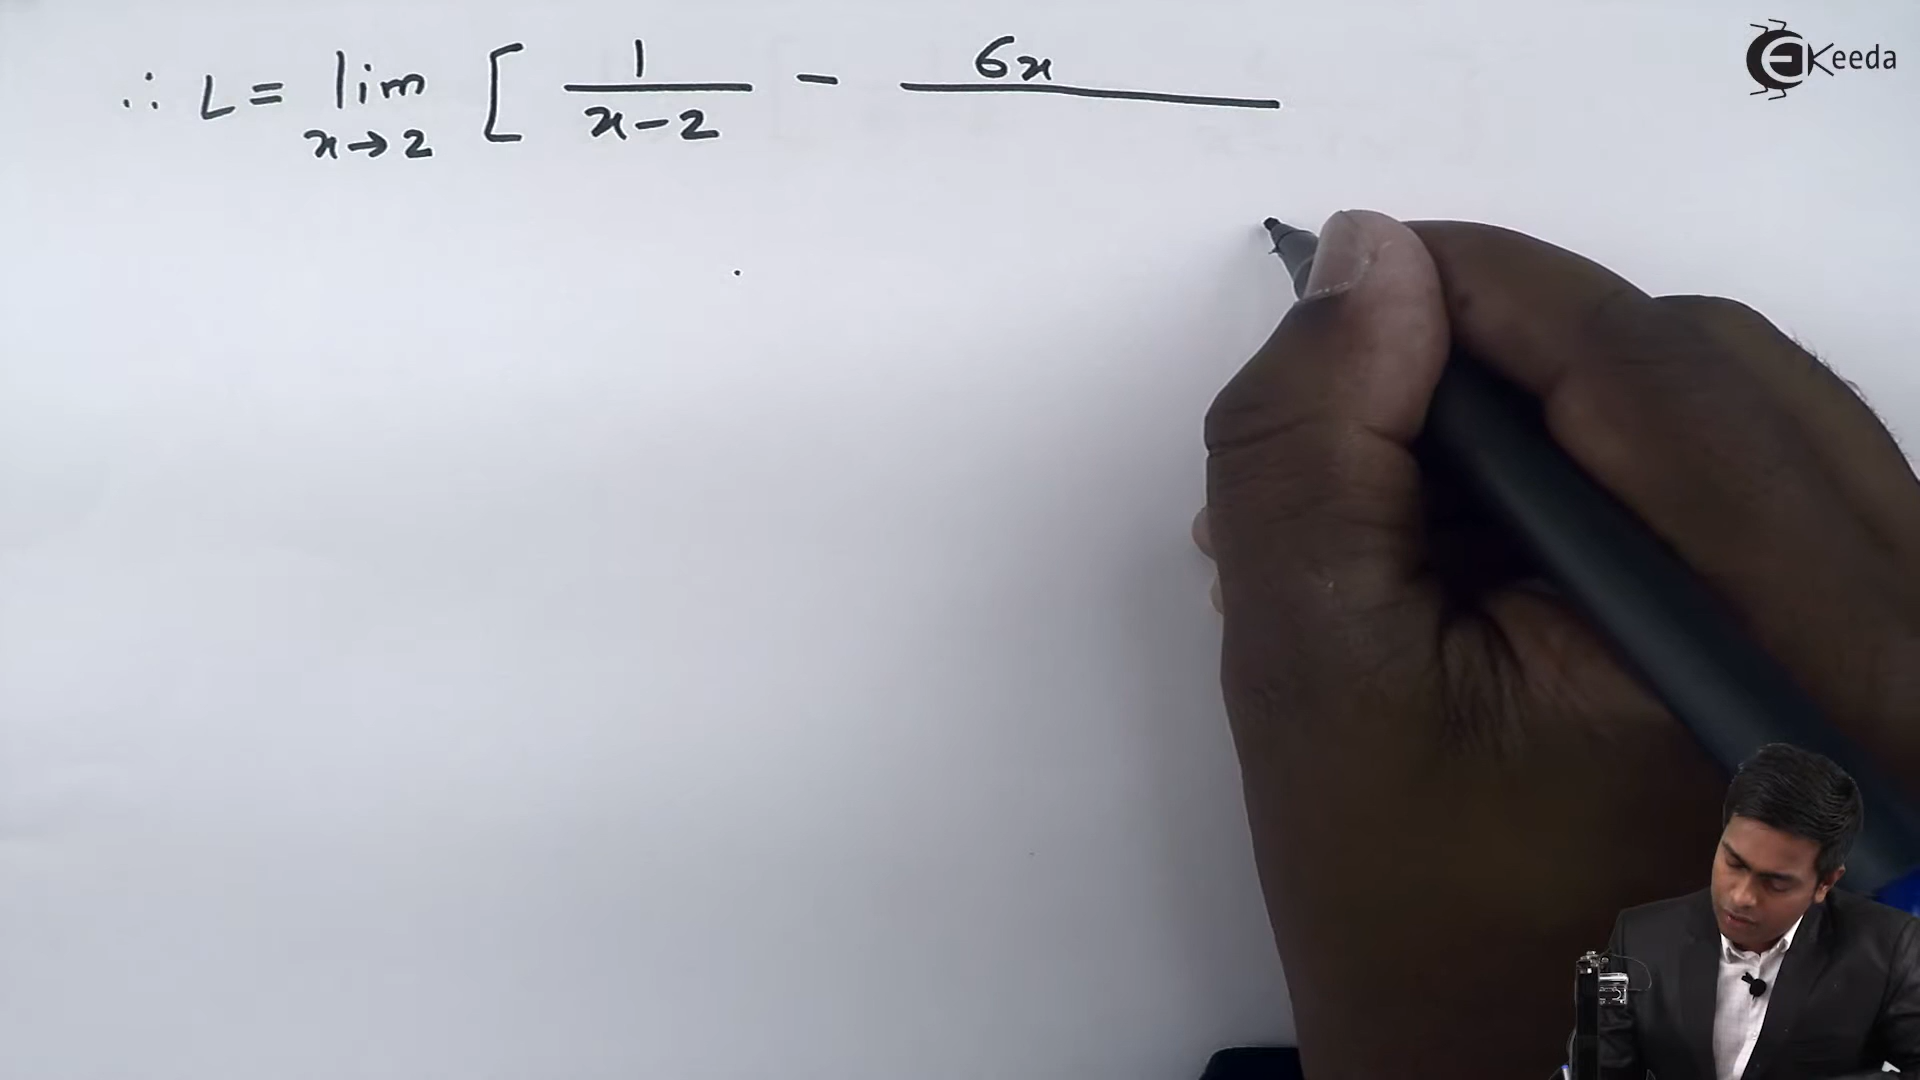 ∴ L = lim [ 1 / x-2 - 6x /
x→2
Keeda